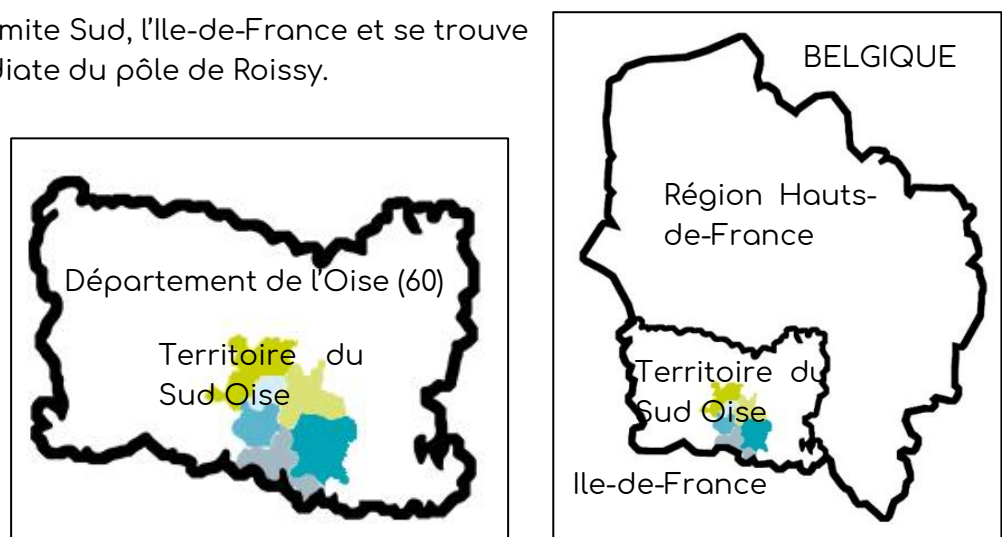 mite Sud, l'Ile-de-France et se trouve
diate du pôle de Roissy.
Département de l'Oise (60)
Territoire du
Sud Oise
BELGIQUE
Région Hauts-
de-France
Territoire du
Sud Oise
Ile-de-France